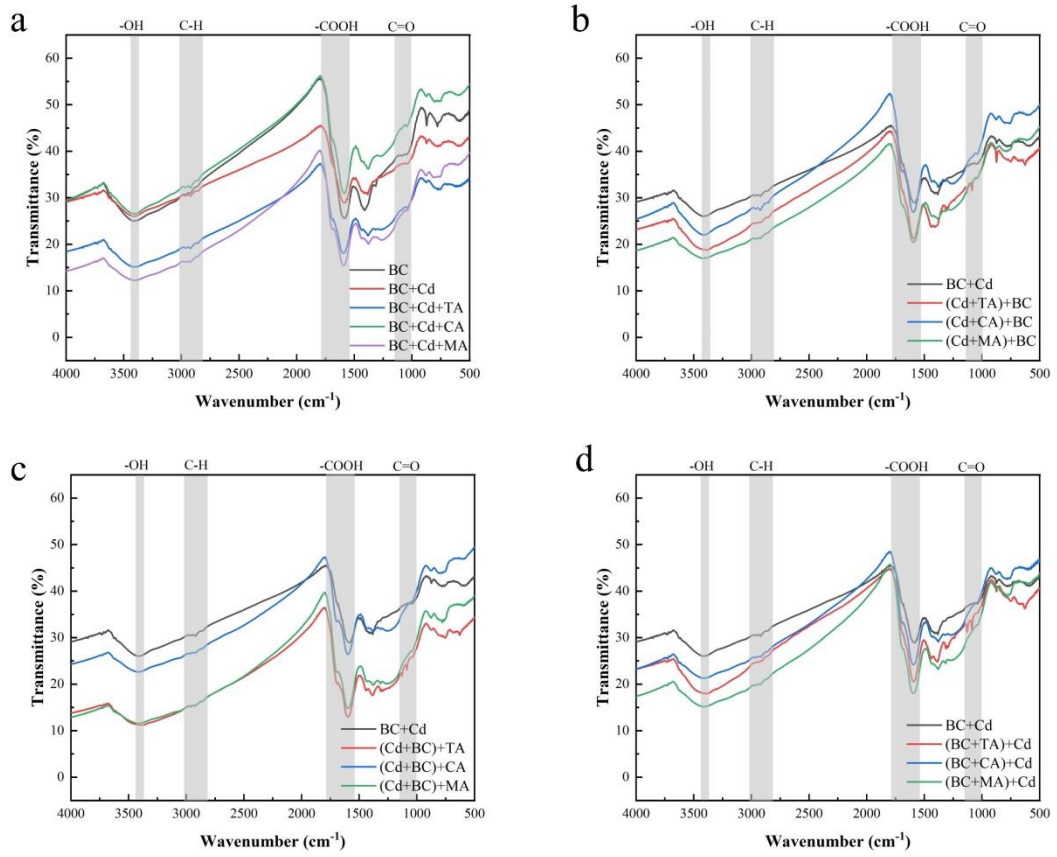 a
-OH C-H -COOH C=O
Transmittance (%)
60
50
40
30
20
10
0
BC
BC+Cd
BC+Cd+TA
BC+Cd+CA
BC+Cd+MA
4000 3500 3000 2500 2000 1500 1000 500
Wavenumber (cm-1)
b
-OH C-H -COOH C=O
Transmittance (%)
60
50
40
30
20
10
0
BC+Cd
(Cd+TA)+BC
(Cd+CA)+BC
(Cd+MA)+BC
4000 3500 3000 2500 2000 1500 1000 500
Wavenumber (cm-1)
c
-OH C-H -COOH C=O
Transmittance (%)
60
50
40
30
20
10
0
BC+Cd
(Cd+BC)+TA
(Cd+BC)+CA
(Cd+BC)+MA
4000 3500 3000 2500 2000 1500 1000 500
Wavenumber (cm-1)
d
-OH C-H -COOH C=O
Transmittance (%)
60
50
40
30
20
10
0
BC+Cd
(BC+TA)+Cd
(BC+CA)+Cd
(BC+MA)+Cd
4000 3500 3000 2500 2000 1500 1000 500
Wavenumber (cm-1)